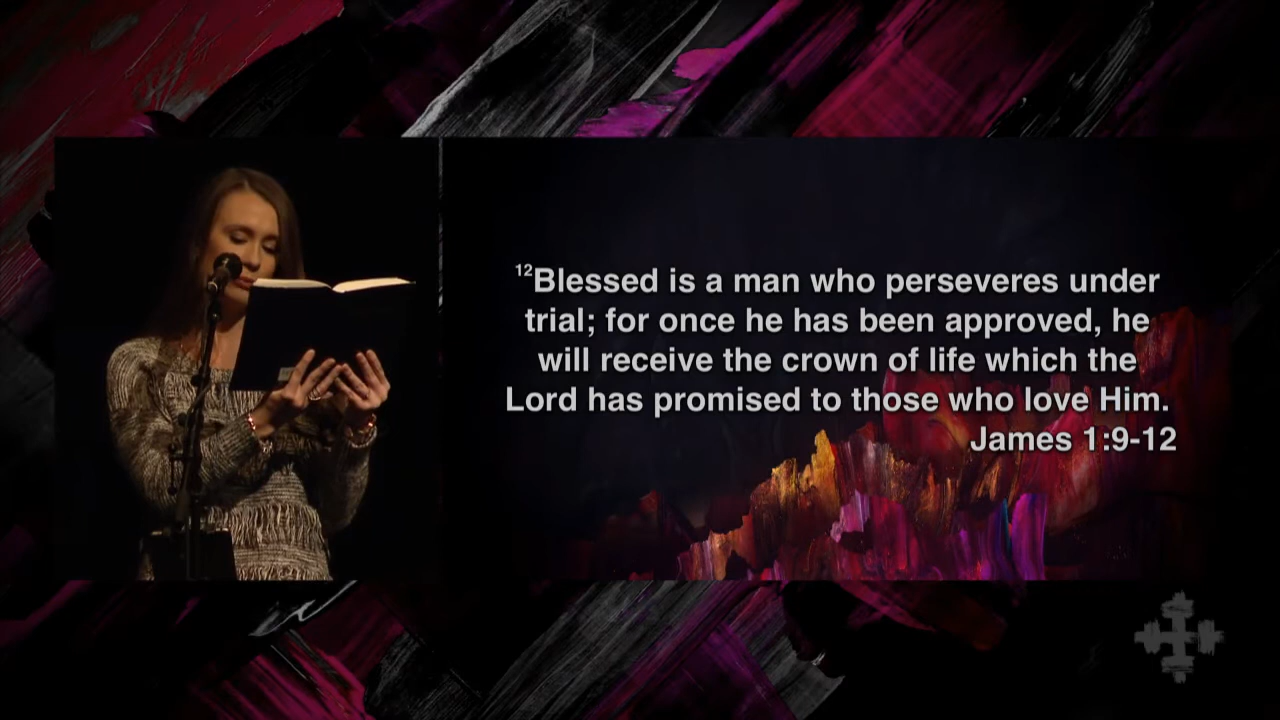 12Blessed is a man who perseveres under
trial; for once he has been approved, he
will receive the crown of life which the
Lord has promised to those who love Him.
James 1:9-12